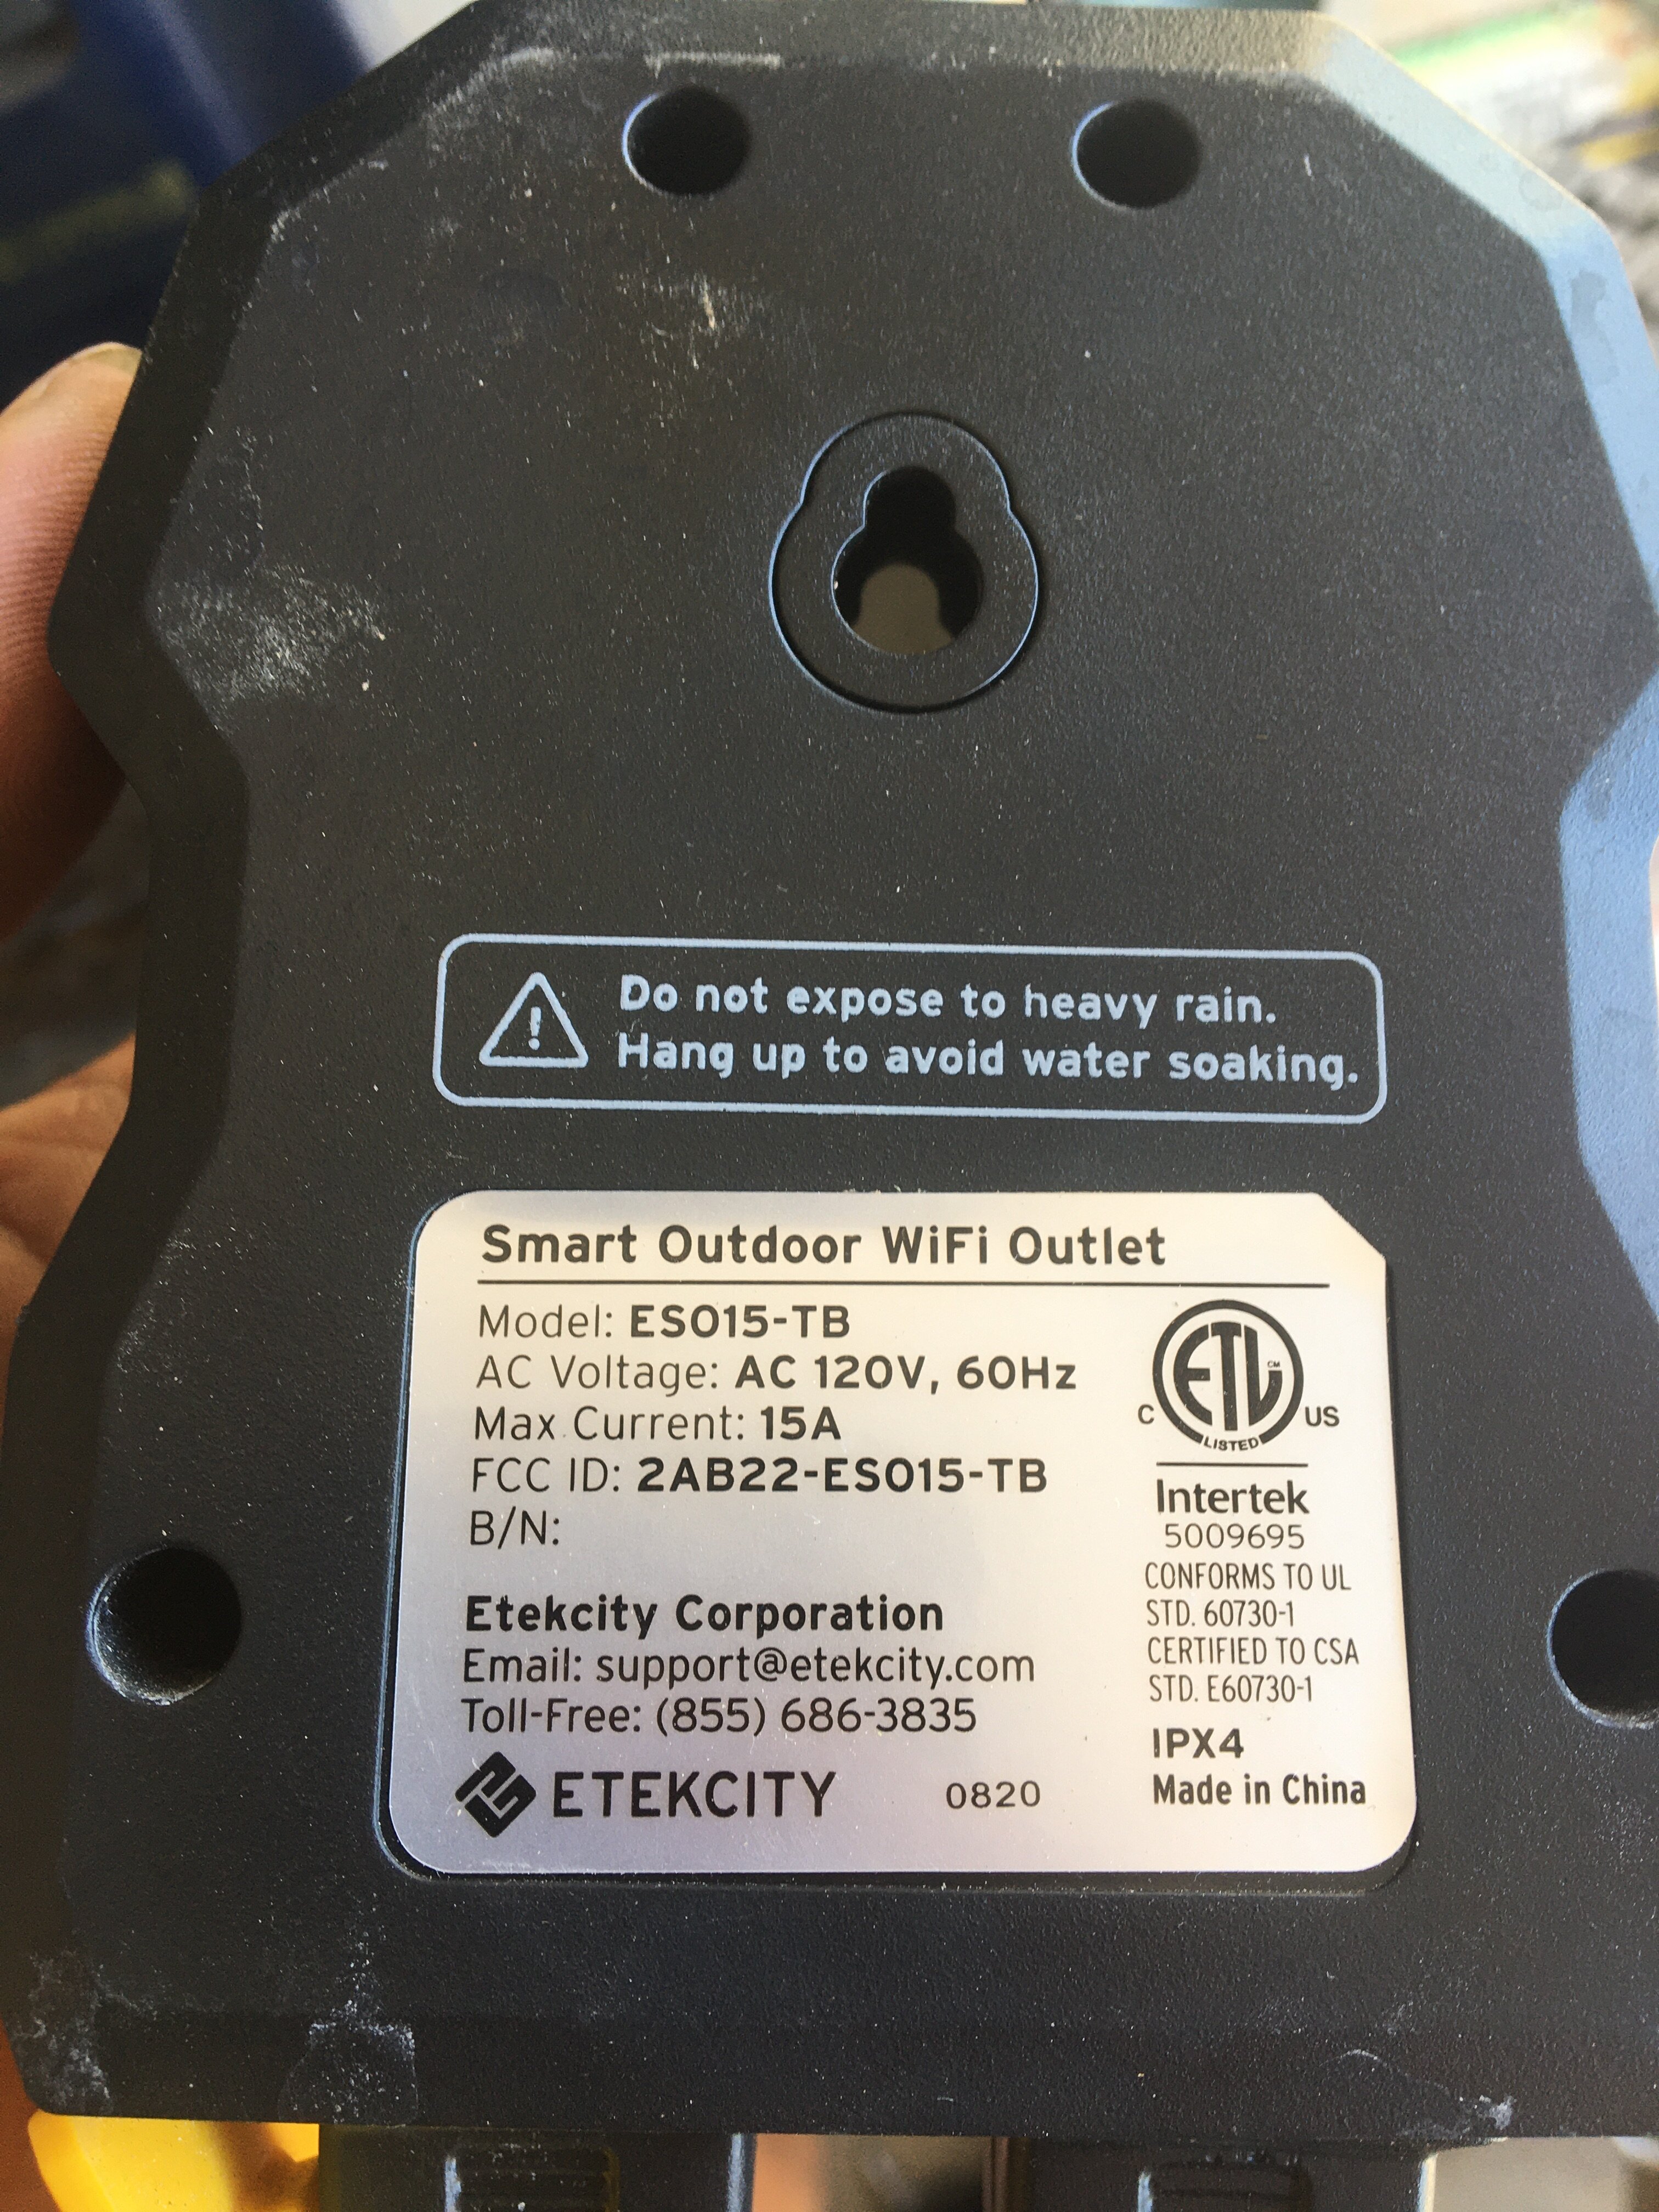 Do not expose to heavy rain.
Hang up to avoid water soaking.
Smart Outdoor WiFi Outlet
Model: ESO15-TB
AC Voltage: AC 120V, 60Hz
Max Current: 15A
FCC ID: 2AB22-ESO15-TB
B/N:
Etekcity Corporation
Email: support@etekcity.com
Toll-Free: (855) 686-3835
ETEKCITY
0820
ETL CM
C US
LISTED
Intertek
5009695
CONFORMS TO UL
STD. 60730-1
CERTIFIED TO CSA
STD. E60730-1
IPX4
Made in China